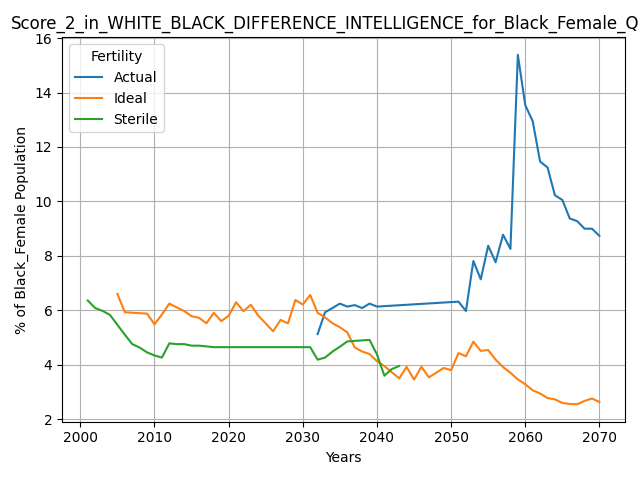 Score_2_in_WHITE_BLACK_DIFFERENCE_INTELLIGENCE_for_Black_Female_Q
16
14
12
10
8
6
4
2
% of Black_Female Population
Fertility
Actual
Ideal
Sterile
2000 2010 2020 2030 2040 2050 2060 2070
Years